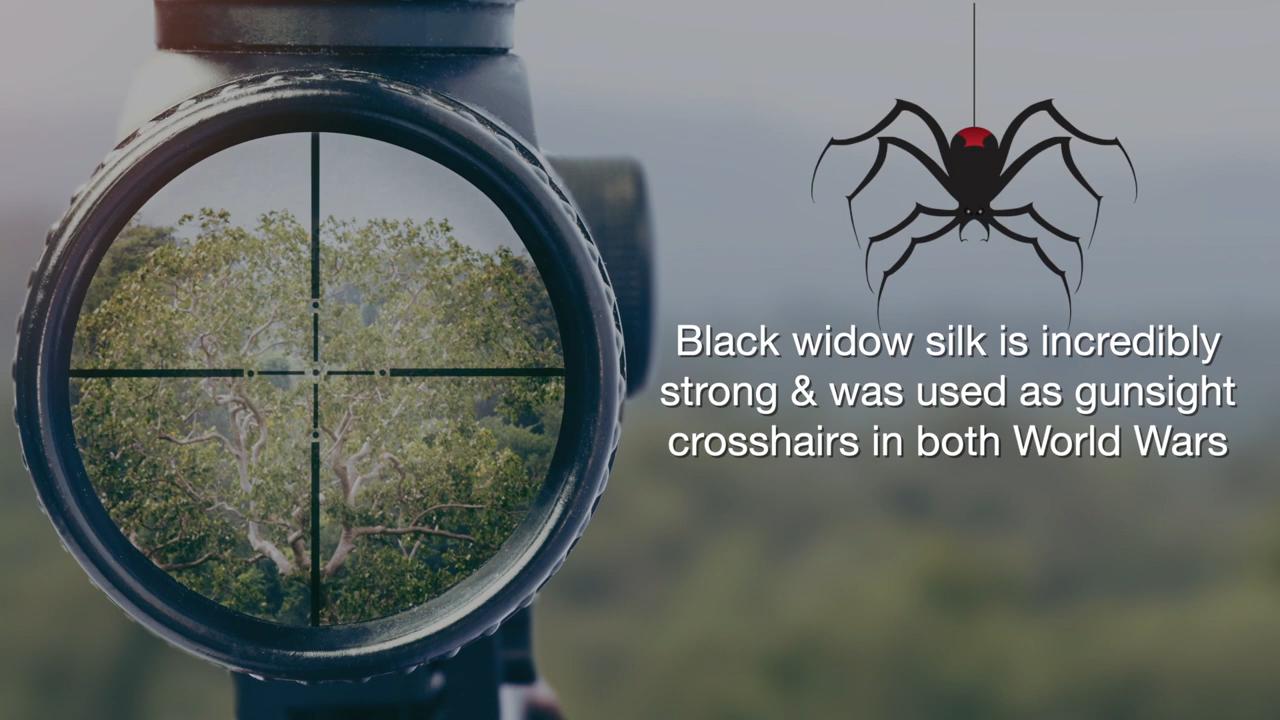 Black widow silk is incredibly
strong & was used as gunsight
crosshairs in both World Wars